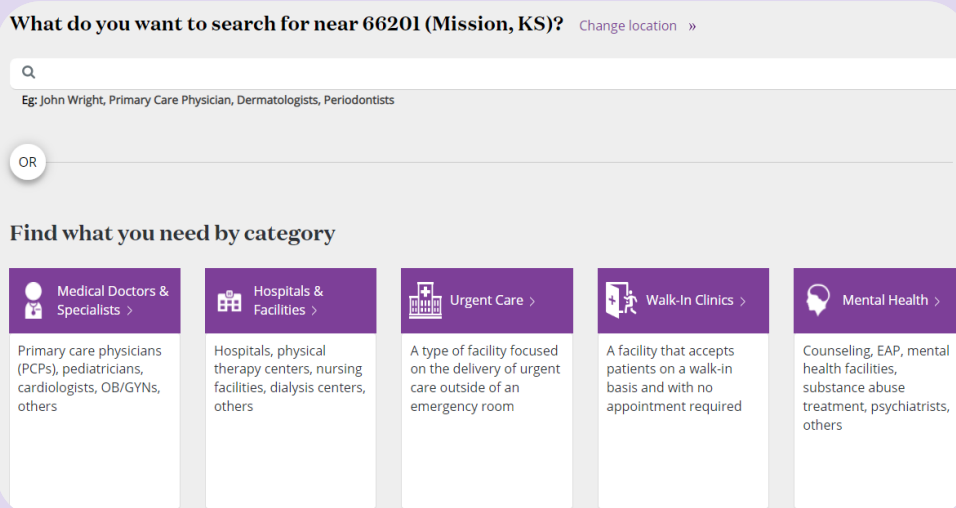 What do you want to search for near 66201 (Mission, KS)? Change location »
Eg: John Wright, Primary Care Physician, Dermatologists, Periodontists
OR
Find what you need by category
Medical Doctors &
Specialists >
Primary care physicians
(PCPs), pediatricians,
cardiologists, OB/GYNs,
others
Hospitals &
Facilities >
Hospitals, physical
therapy centers, nursing
facilities, dialysis centers,
others
Urgent Care >
A type of facility focused
on the delivery of urgent
care outside of an
emergency room
Walk-In Clinics >
A facility that accepts
patients on a walk-in
basis and with no
appointment required
Mental Health >
Counseling, EAP, mental
health facilities,
substance abuse
treatment, psychiatrists,
others